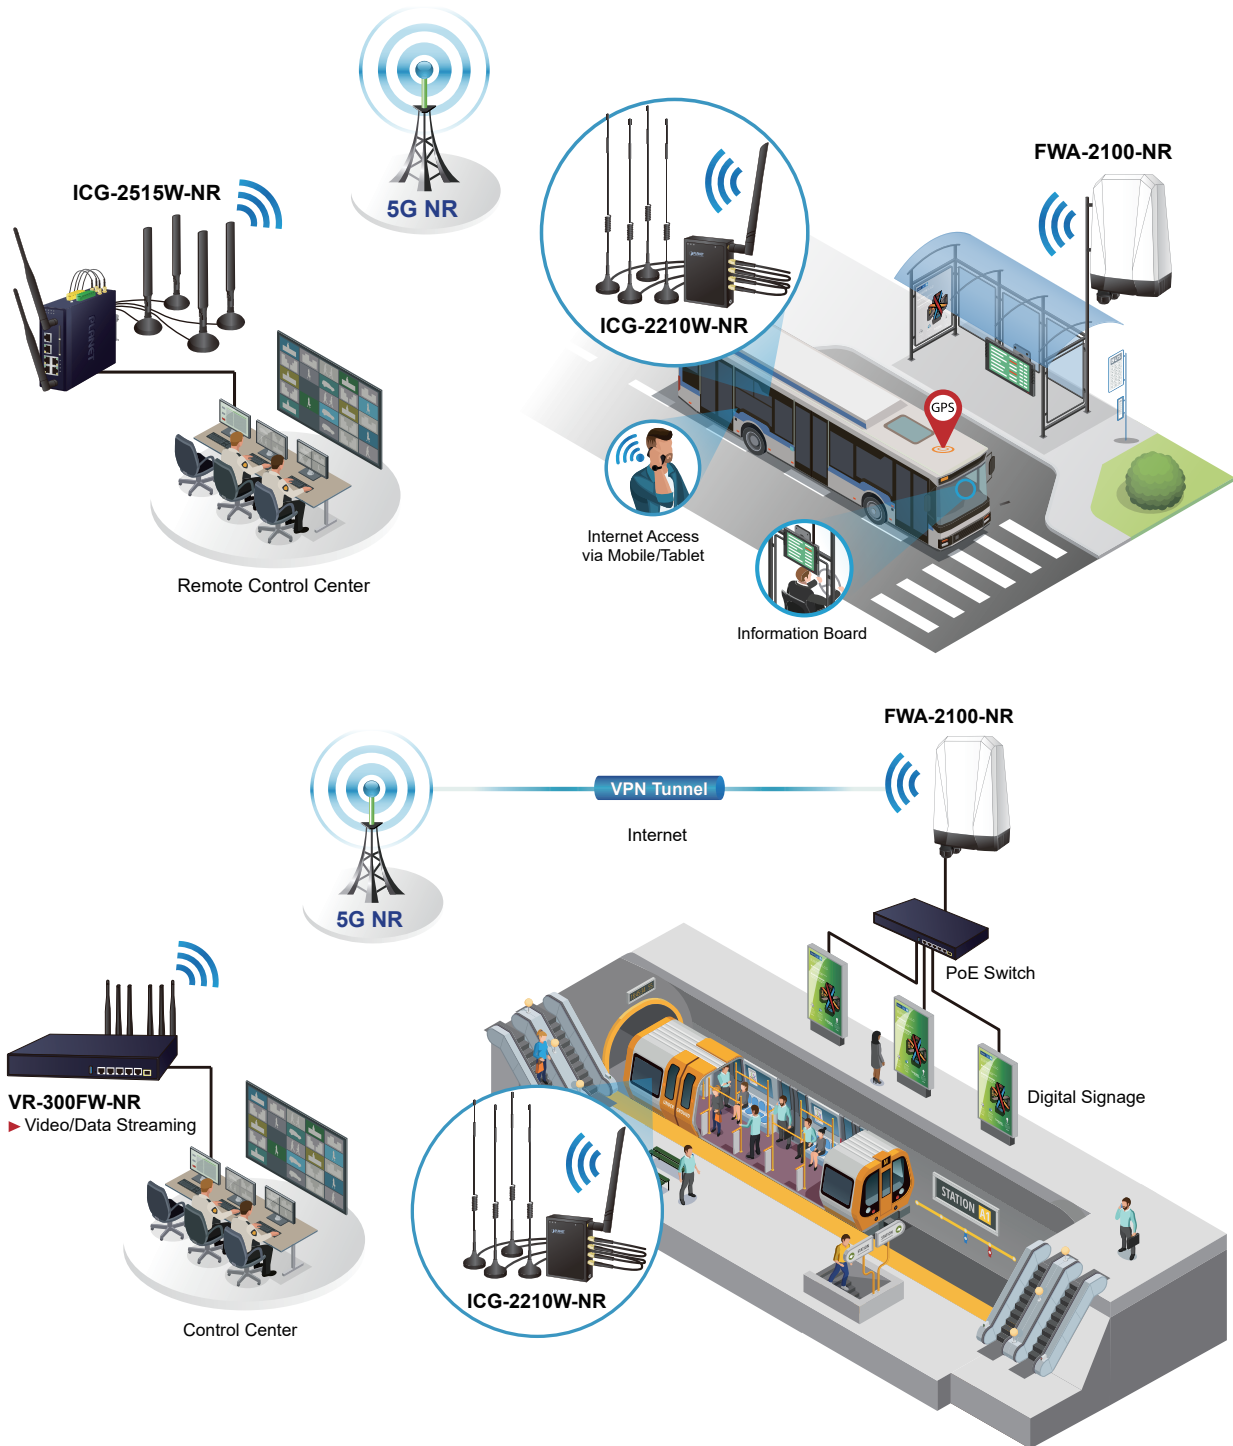 5G NR
ICG-2515W-NR
PLANET
Remote Control Center
ICG-2210W-NR
FWA-2100-NR
GPS
Internet Access
via Mobile/Tablet
Information Board
FWA-2100-NR
VPN Tunnel
Internet
5G NR
PoE Switch
Digital Signage
VR-300FW-NR
▶ Video/Data Streaming
Control Center
ICG-2210W-NR
STATION A1